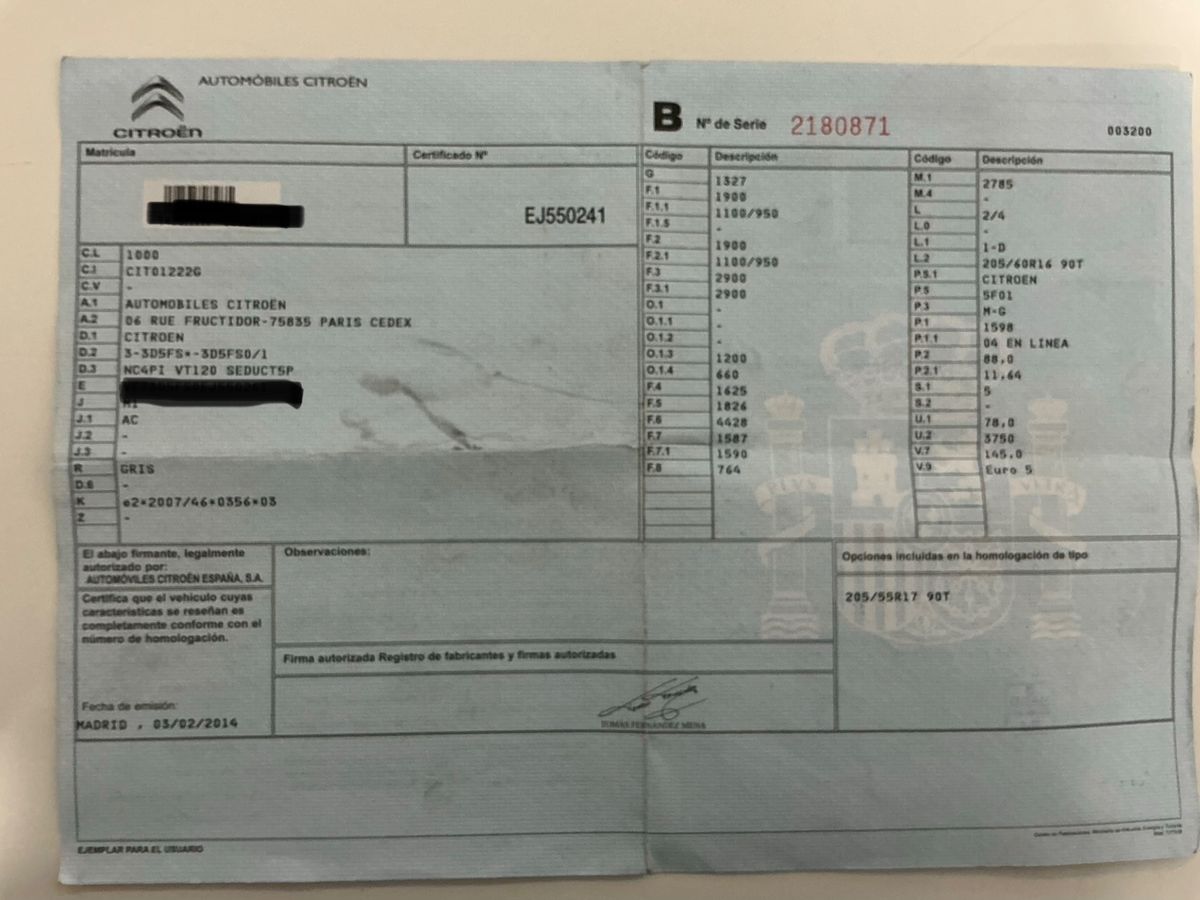 AUTOMÓBILES CITROËN
CITROËN
B Nº de Serie 2180871 003200
Matrícula
Certificado Nº
EJ550241
C.L 1000
C.I CIT01222G
C.V -
A.1 AUTOMOBILES CITROËN
A.2 06 RUE FRUCTIDOR-75835 PARIS CEDEX
D.1 CITROEN
D.2 3-3D5FS*-3D5FS0/1
D.3 NC4PI VT120 SEDUCT5P
E
J M1
J.1 AC
J.2 -
J.3 -
R GRIS
D.6 -
K e2*2007/46*0356*03
Z -
Código Descripción
G 1327
F.1 1900
F.1.1 1100/950
F.1.5 -
F.2 1900
F.2.1 1100/950
F.3 2900
F.3.1 2900
O.1 -
O.1.1
O.1.2 -
O.1.3 1200
O.1.4 660
F.4 1625
F.5 1826
F.6 4428
F.7 1587
F.7.1 1590
F.8 764
Código Descripción
M.1 2785
M.4 -
L 2/4
L.0 -
L.1 1-D
L.2 205/60R16 90T
P.5.1 CITROEN
P.5 5F01
P.3 M-G
P.1 1598
P.1.1 04 EN LINEA
P.2 88,0
P.2.1 11,64
S.1 5
S.2 -
U.1 78,0
U.2 3750
V.7 145,0
V.9 Euro 5
El abajo firmante, legalmente
autorizado por:
AUTOMÓVILES CITROËN ESPAÑA, S.A.
Certifica que el vehículo cuyas
características se reseñan es
completamente conforme con el
número de homologación.
Fecha de emisión:
MADRID , 03/02/2014
Observaciones:
Firma autorizada Registro de fabricantes y firmas autorizadas
TOMÁS FERNÁNDEZ MENA
Opciones incluidas en la homologación de tipo
205/55R17 90T
EJEMPLAR PARA EL USUARIO